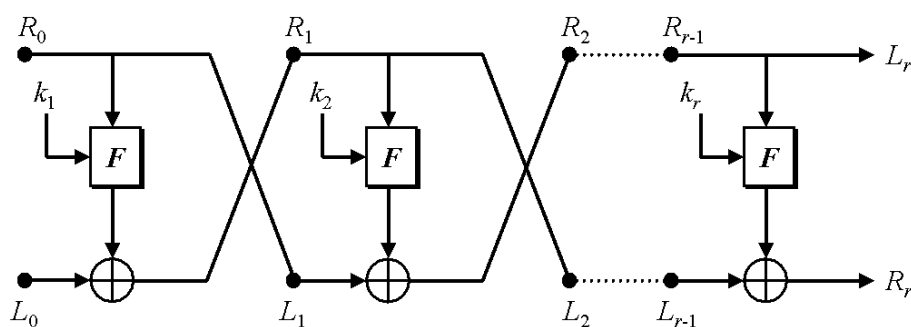 R₀ R₁ R₂ Rᵣ₋₁
Lᵣ
k₁ k₂ kᵣ
F F F
Rᵣ
L₀ L₁ L₂ Lᵣ₋₁